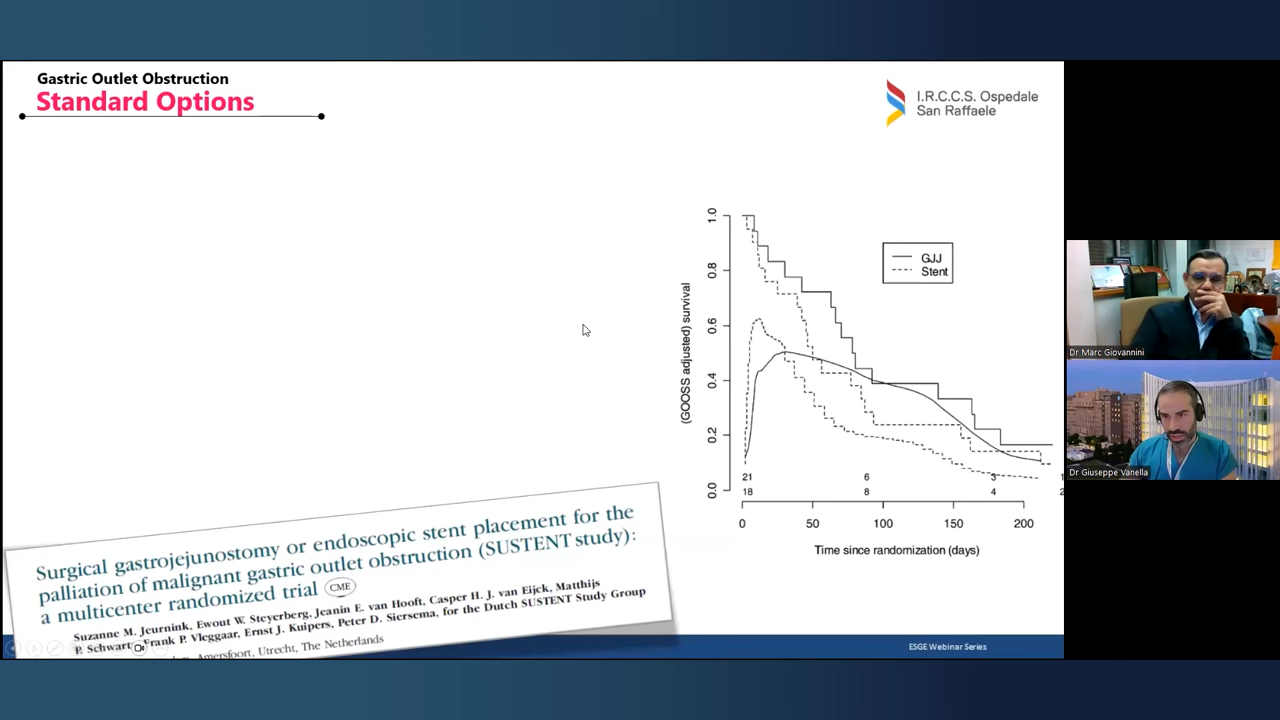 Gastric Outlet Obstruction
Standard Options
I.R.C.C.S. Ospedale
San Raffaele
(GOOSS adjusted) survival
1.0
0.8
0.6
0.4
0.2
0.0
GJJ
Stent
21 6 3 1
18 8 4 2
0 50 100 150 200
Time since randomization (days)
Surgical gastrojejunostomy or endoscopic stent placement for the
palliation of malignant gastric outlet obstruction (SUSTENT study):
a multicenter randomized trial CME
Suzanne M. Jeurnink, Ewout W. Steyerberg, Jeanin E. van Hooft, Casper H. J. van Eijck, Matthijs
P. Schwart Frank P. Vleggaar, Ernst J. Kuipers, Peter D. Siersema, for the Dutch SUSTENT Study Group
Amersfoort, Utrecht, The Netherlands
ESGE Webinar Series
Dr Marc Giovannini
Dr Giuseppe Vanella